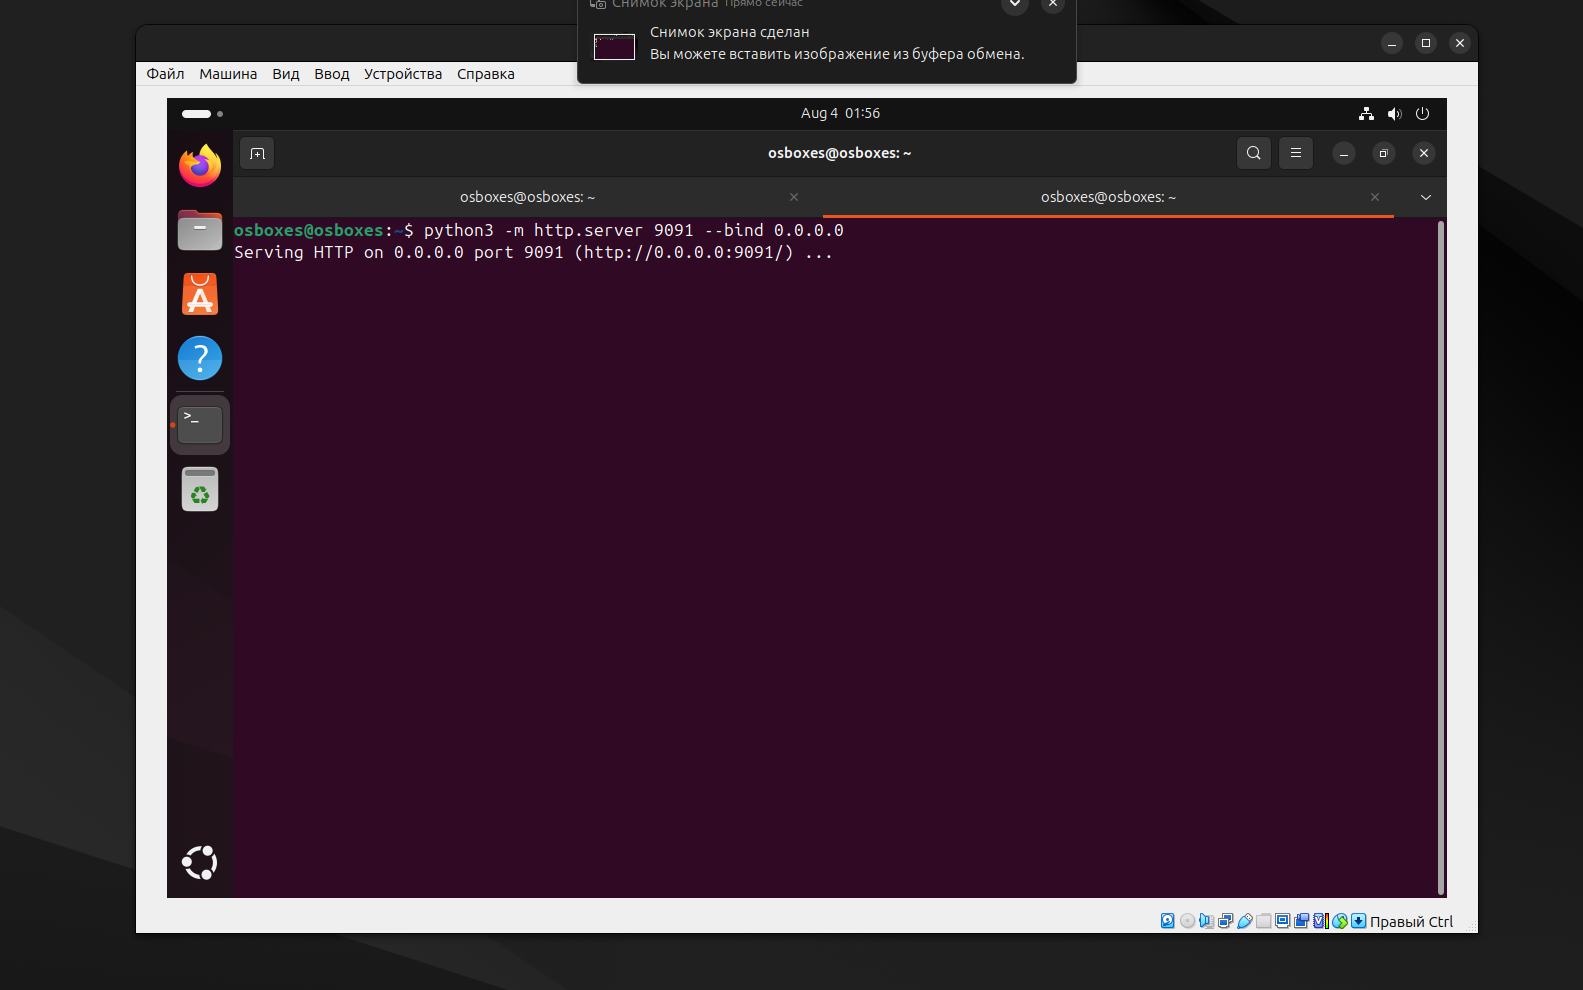 Снимок экрана Прямо сейчас
Снимок экрана сделан
Вы можете вставить изображение из буфера обмена.
Файл Машина Вид Ввод Устройства Справка
Aug 4 01:56
osboxes@osboxes: ~
osboxes@osboxes: ~ osboxes@osboxes: ~
osboxes@osboxes:~$ python3 -m http.server 9091 --bind 0.0.0.0
Serving HTTP on 0.0.0.0 port 9091 (http://0.0.0.0:9091/) ...
Правый Ctrl